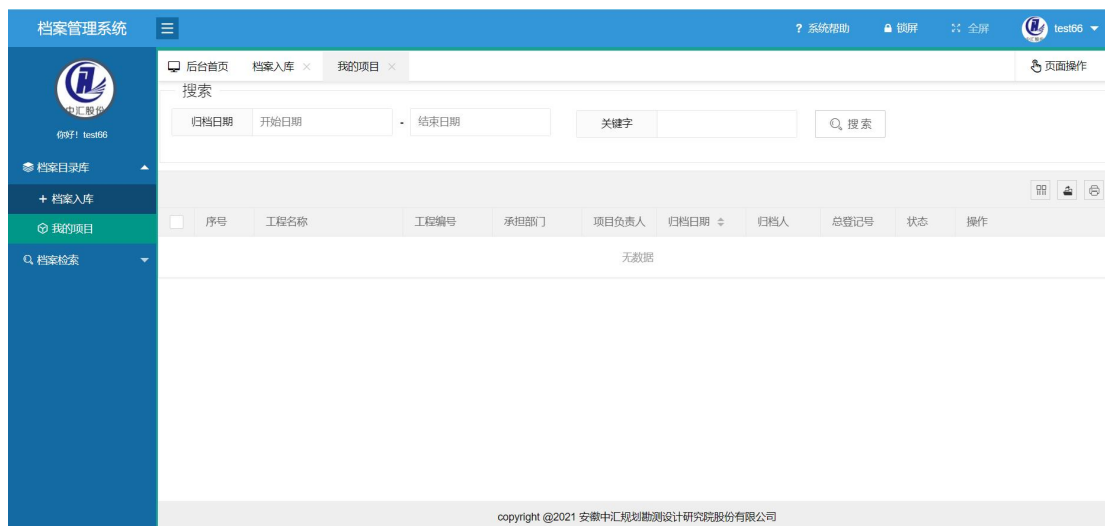 档案管理系统
? 系统帮助 锁屏 全屏 test66
中汇股份
你好！test66
档案目录库
+ 档案入库
我的项目
档案检索
后台首页 档案入库 × 我的项目 × 页面操作
搜索
归档日期 开始日期 - 结束日期 关键字 搜索
序号 工程名称 工程编号 承担部门 项目负责人 归档日期 归档人 总登记号 状态 操作
无数据
copyright @2021 安徽中汇规划勘测设计研究院股份有限公司